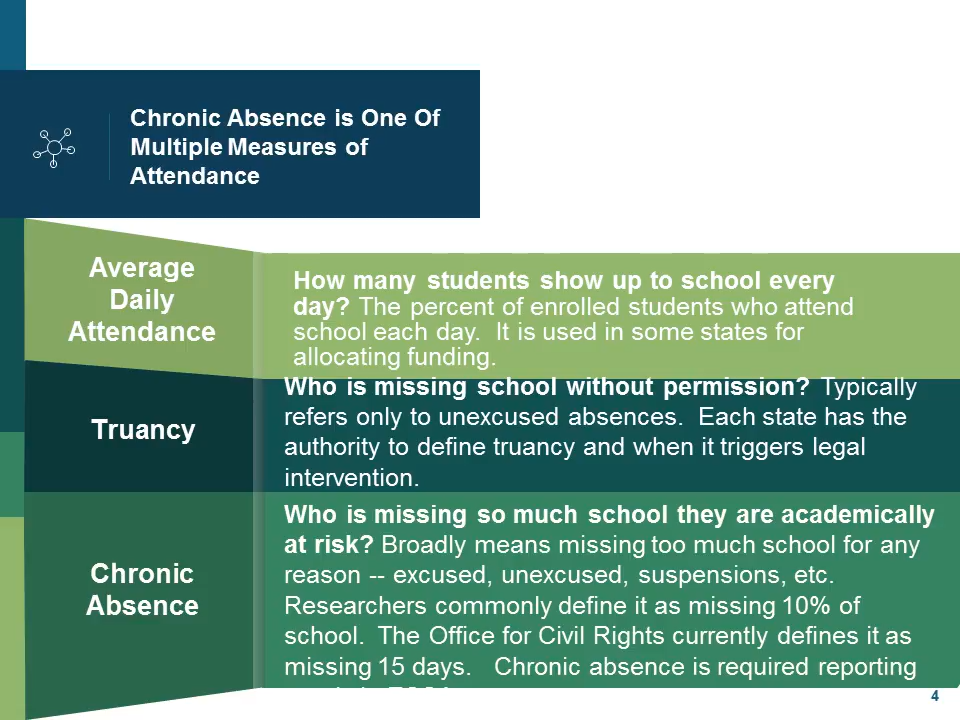 Chronic Absence is One Of
Multiple Measures of
Attendance
Average
Daily
Attendance
How many students show up to school every
day? The percent of enrolled students who attend
school each day. It is used in some states for
allocating funding.
Truancy
Who is missing school without permission? Typically
refers only to unexcused absences. Each state has the
authority to define truancy and when it triggers legal
intervention.
Chronic
Absence
Who is missing so much school they are academically
at risk? Broadly means missing too much school for any
reason -- excused, unexcused, suspensions, etc.
Researchers commonly define it as missing 10% of
school. The Office for Civil Rights currently defines it as
missing 15 days. Chronic absence is required reporting
4